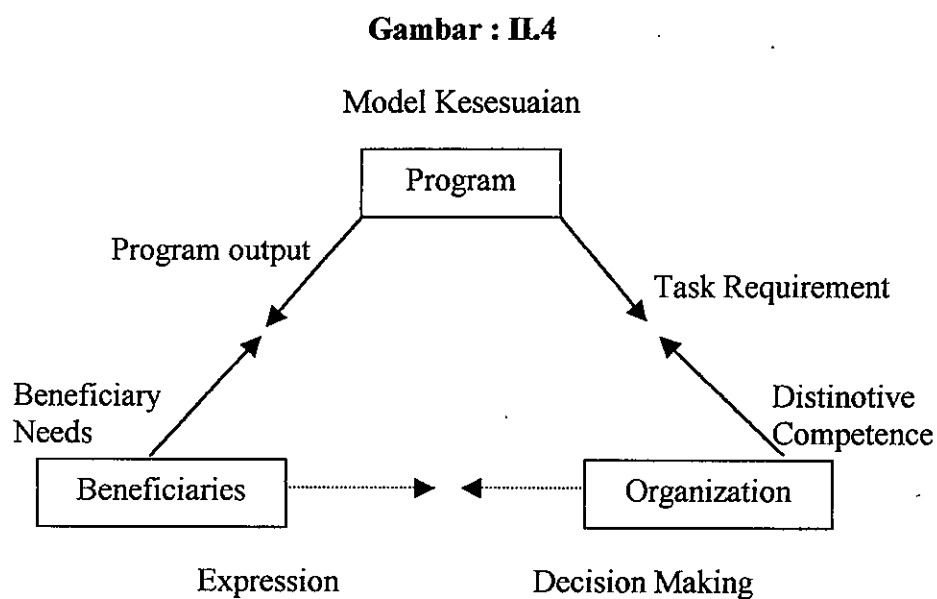 Gambar : II.4
Model Kesesuaian
Program
Program output
Task Requirement
Beneficiary
Needs
Distinotive
Competence
Beneficiaries
Organization
Expression
Decision Making